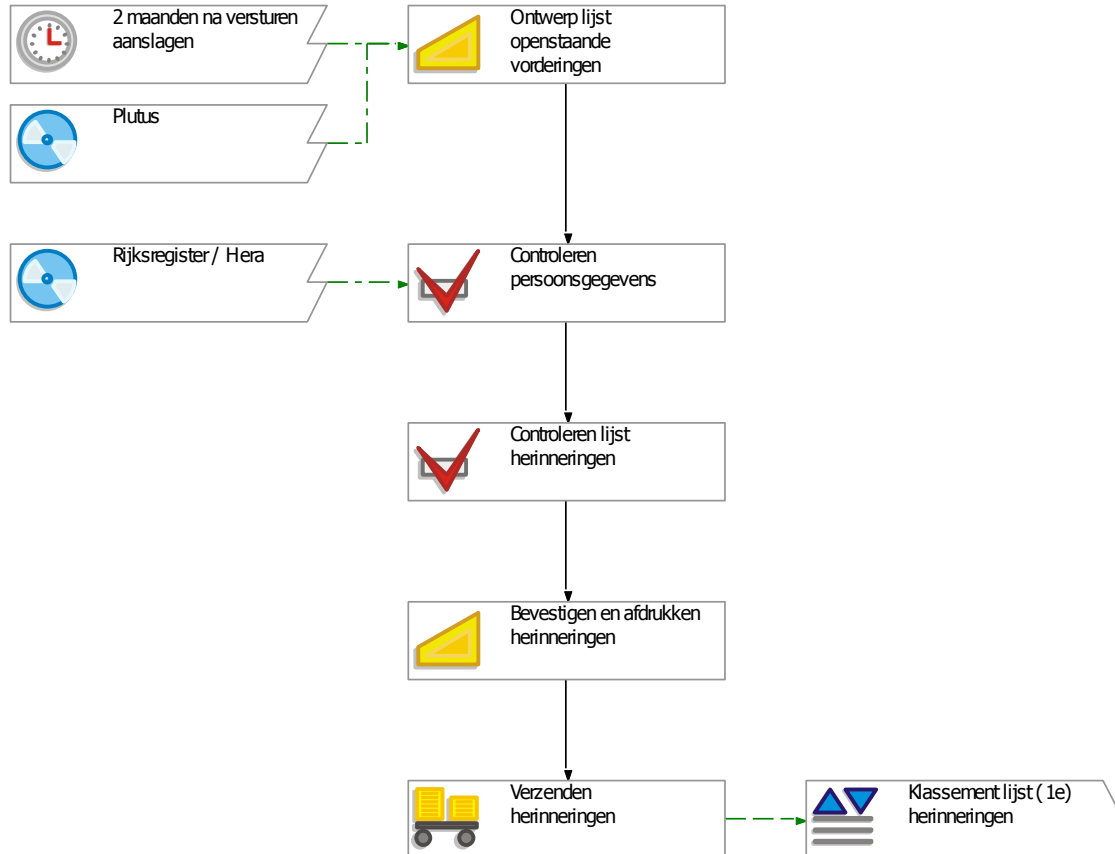 2 maanden na versturen
aanslagen
Ontwerp lijst
openstaande
vorderingen
Plutus
Rijksregister / Hera
Controleren
persoonsgegevens
Controleren lijst
herinneringen
Bevestigen en afdrukken
herinneringen
Verzenden
herinneringen
Klassement lijst ( 1e)
herinneringen